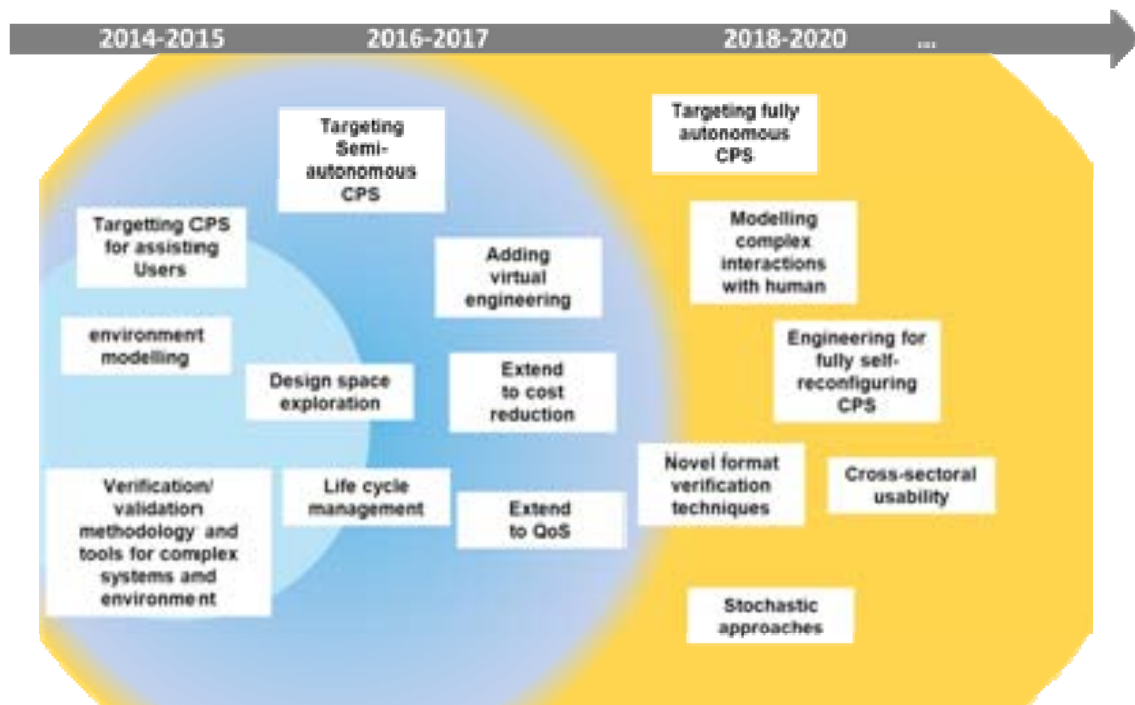 2014-2015 2016-2017 2018-2020 ...
Targeting
Semi-
autonomous
CPS
Targeting fully
autonomous
CPS
Targetting CPS
for assisting
Users
Adding
virtual
engineering
Modelling
complex
interactions
with human
environment
modelling
Design space
exploration
Extend
to cost
reduction
Engineering for
fully self-
reconfiguring
CPS
Verification/
validation
methodology and
tools for complex
systems and
environment
Life cycle
management
Extend
to QoS
Novel format
verification
techniques
Cross-sectoral
usability
Stochastic
approaches